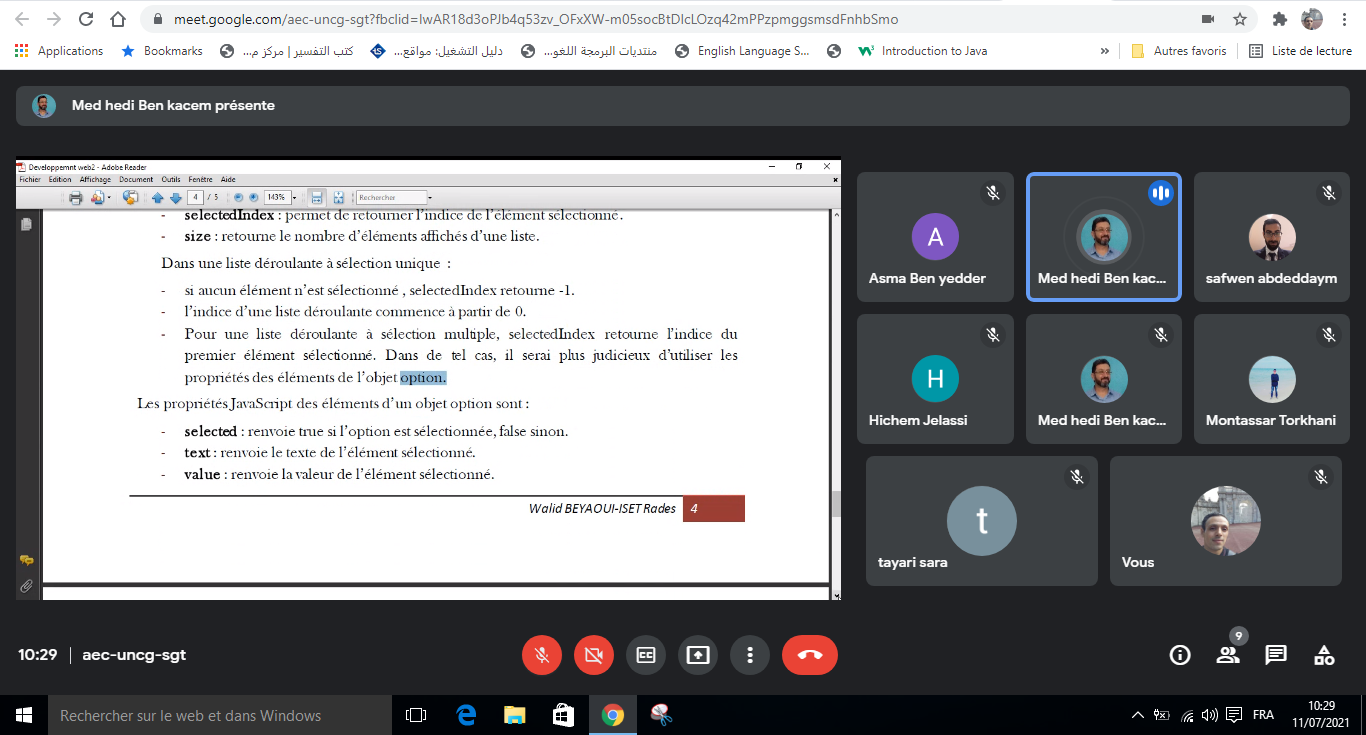 meet.google.com/aec-uncg-sgt?fbclid=IwAR18d3oPJb4q53zv_OFxXW-m05socBtDIcLOzq42mPPzpmggsmsdFnhbSmo
Applications Bookmarks كتب التفسير | مركز م... دليل التشغيل: مواقع... منتديات البرمجة اللغو... English Language S... Introduction to Java » Autres favoris Liste de lecture
Med hedi Ben kacem présente
Developpemnt web2 - Adobe Reader
Fichier Edition Affichage Document Outils Fenêtre Aide
4 / 5 143% Rechercher
- selectedIndex : permet de retourner l'indice de l'élément sélectionné.
- size : retourne le nombre d'éléments affichés d'une liste.
Dans une liste déroulante à sélection unique :
- si aucun élément n'est sélectionné , selectedIndex retourne -1.
- l'indice d'une liste déroulante commence à partir de 0.
- Pour une liste déroulante à sélection multiple, selectedIndex retourne l'indice du
premier élément sélectionné. Dans de tel cas, il serai plus judicieux d'utiliser les
propriétés des éléments de l'objet option.
Les propriétés JavaScript des éléments d'un objet option sont :
- selected : renvoie true si l'option est sélectionnée, false sinon.
- text : renvoie le texte de l'élément sélectionné.
- value : renvoie la valeur de l'élément sélectionné.
Walid BEYAOUI-ISET Rades 4
A
Asma Ben yedder
Med hedi Ben kac...
safwen abdeddaym
H
Hichem Jelassi
Med hedi Ben kac...
Montassar Torkhani
t
tayari sara
Vous
10:29 | aec-uncg-sgt
9
Rechercher sur le web et dans Windows
FRA
10:29
11/07/2021